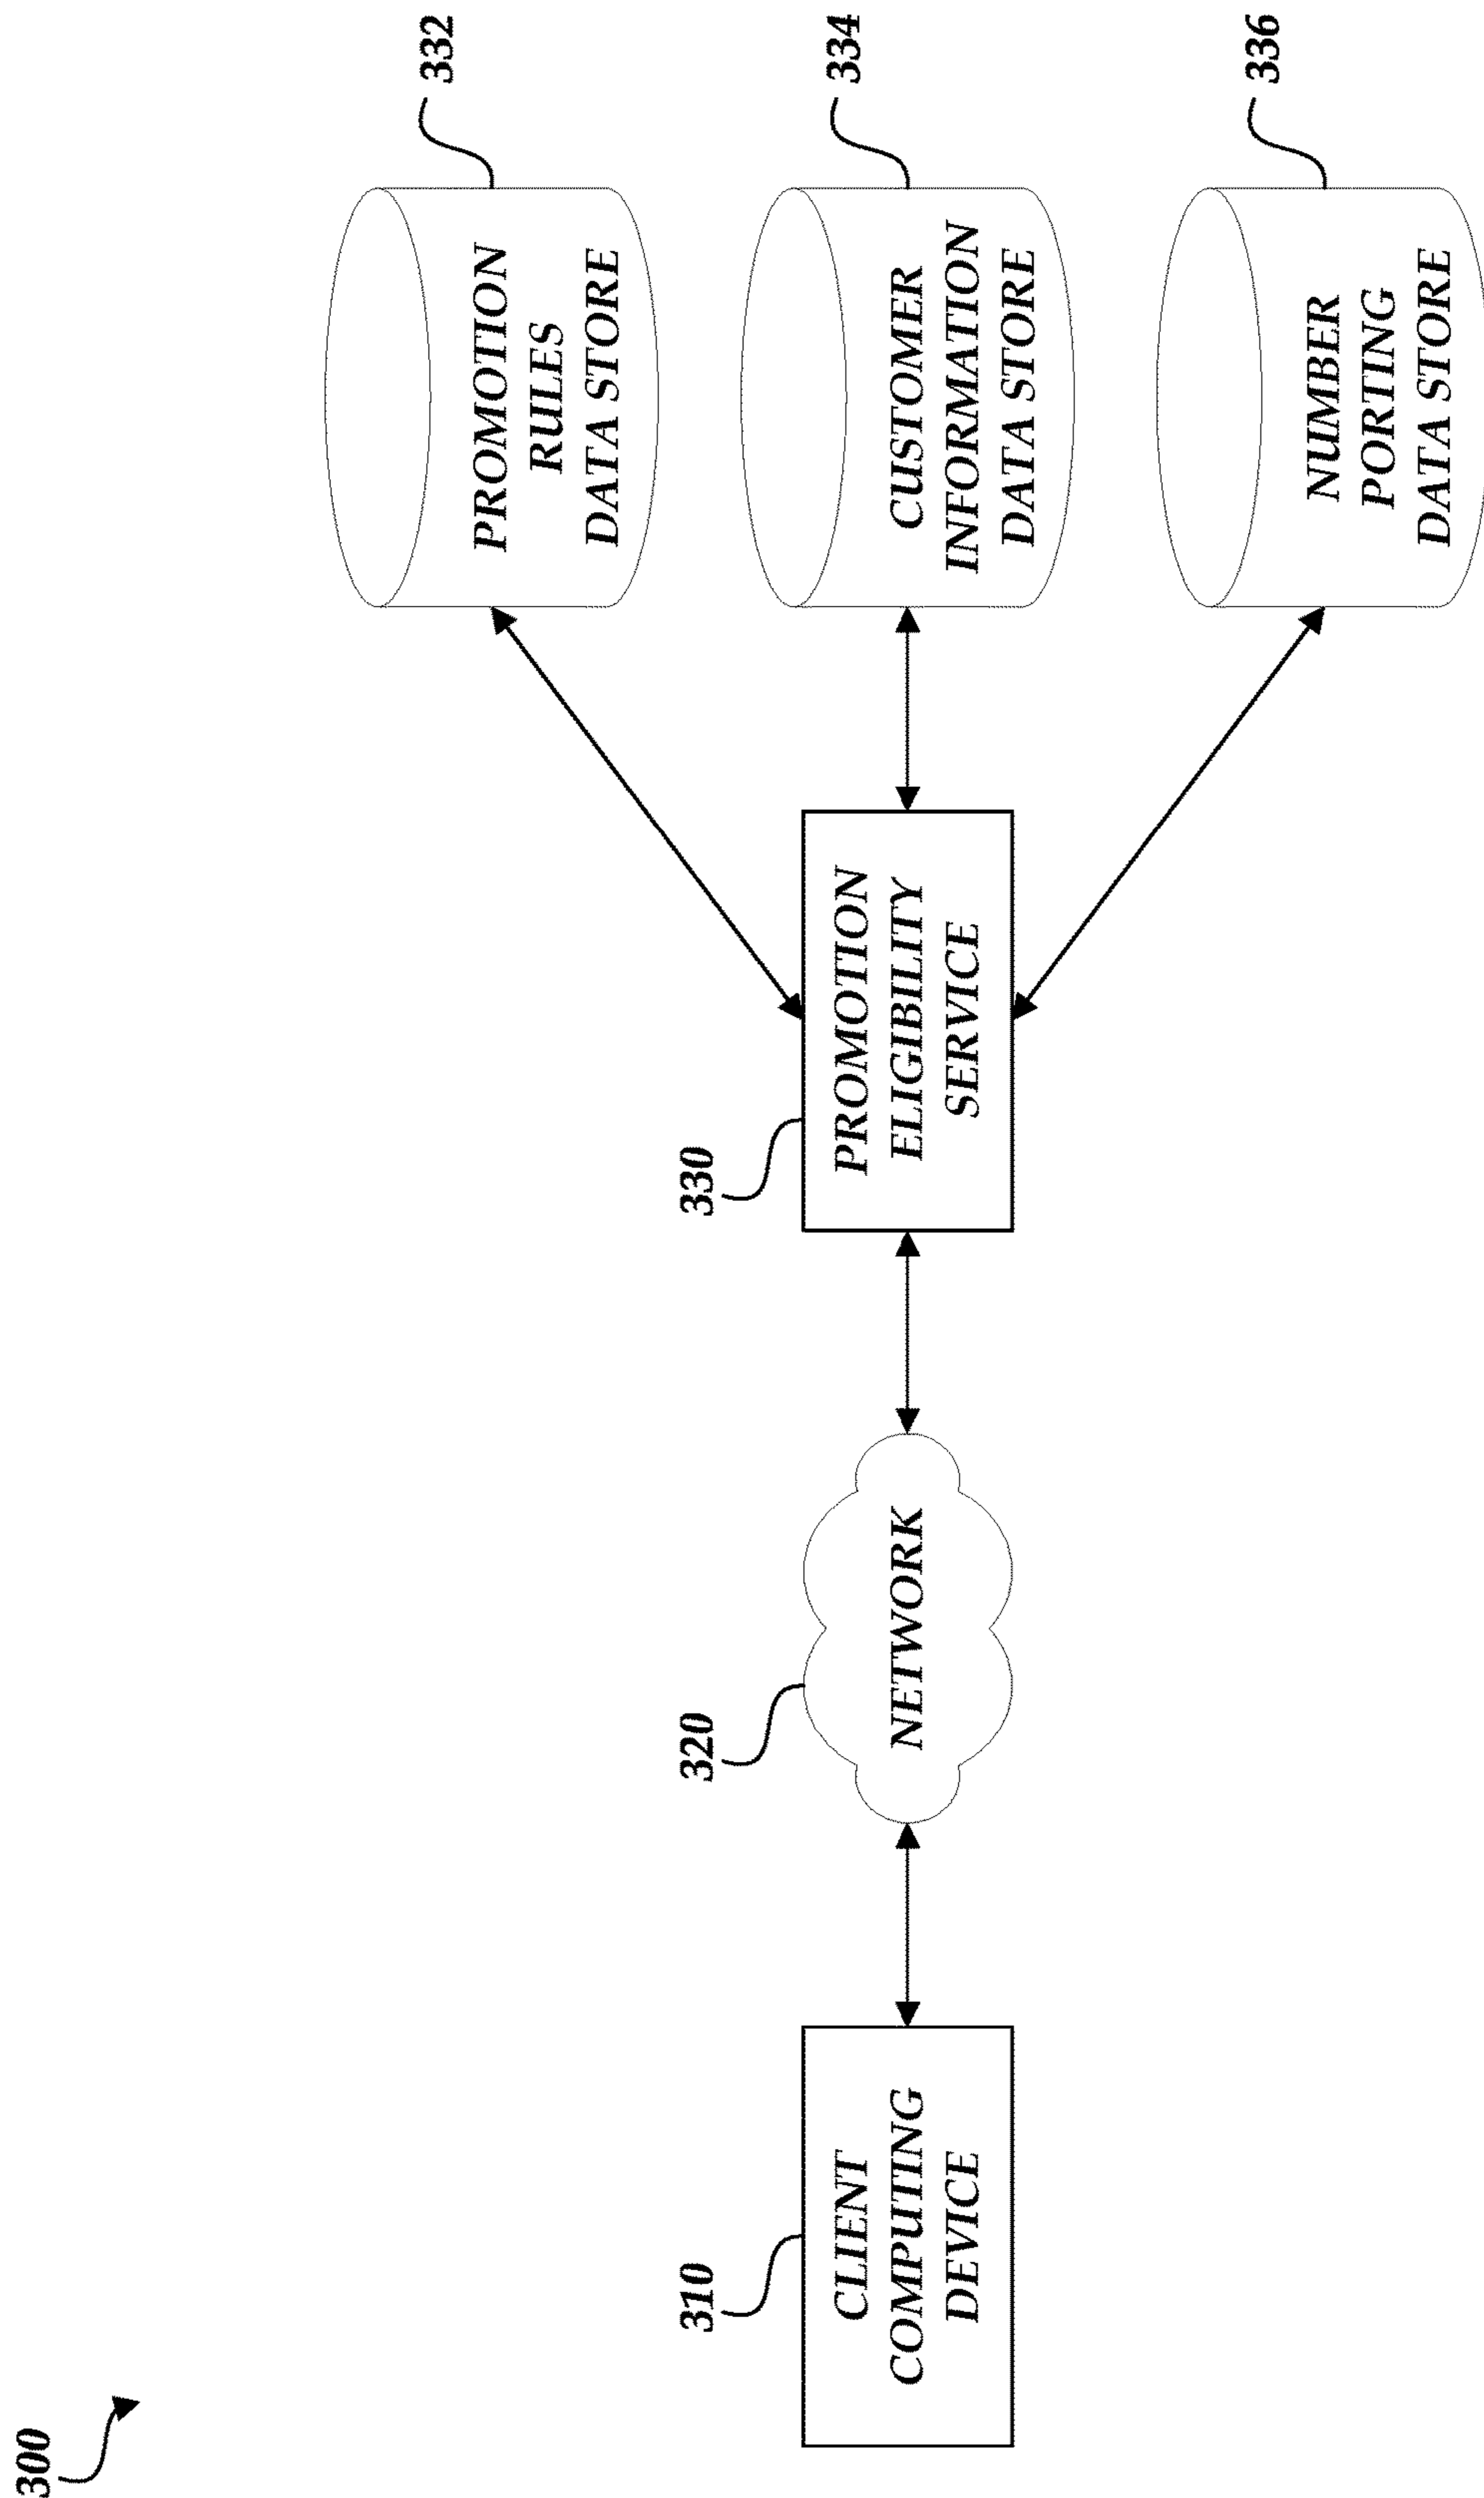 300
310
CLIENT
COMPUTING
DEVICE
320
NETWORK
330
PROMOTION
ELIGIBILITY
SERVICE
332
PROMOTION
RULES
DATA STORE
334
CUSTOMER
INFORMATION
DATA STORE
336
NUMBER
PORTING
DATA STORE